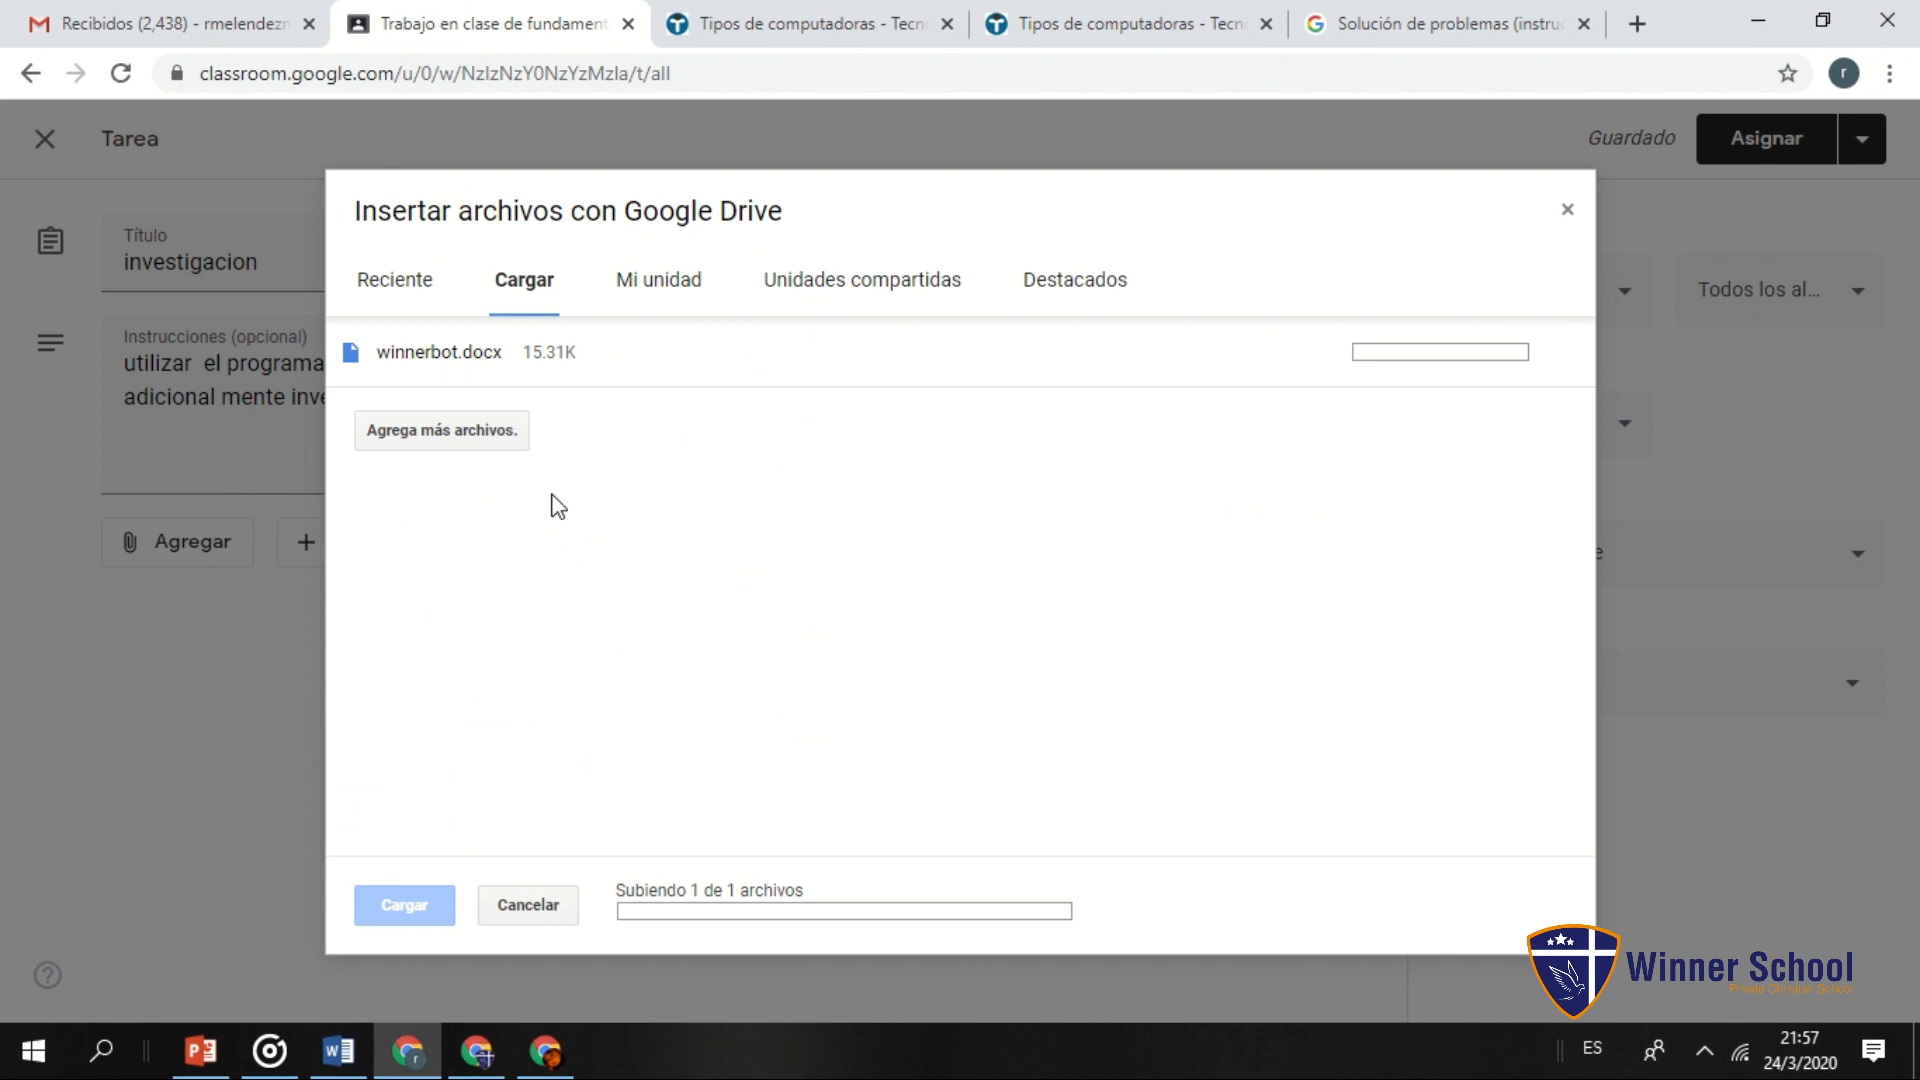 Recibidos (2,438) - rmelendezn
Trabajo en clase de fundament
Tipos de computadoras - Tecn
Tipos de computadoras - Tecn
Solución de problemas (instru
classroom.google.com/u/0/w/NzIzNzY0NzYzMzIa/t/all
r
Tarea
Guardado
Asignar
Insertar archivos con Google Drive
Título
investigacion
Reciente
Cargar
Mi unidad
Unidades compartidas
Destacados
Todos los al...
Instrucciones (opcional)
utilizar el programa
adicional mente inve
winnerbot.docx 15.31K
Agrega más archivos.
Agregar
e
Subiendo 1 de 1 archivos
Cargar
Cancelar
Winner School
Private Christian School
ES
21:57
24/3/2020